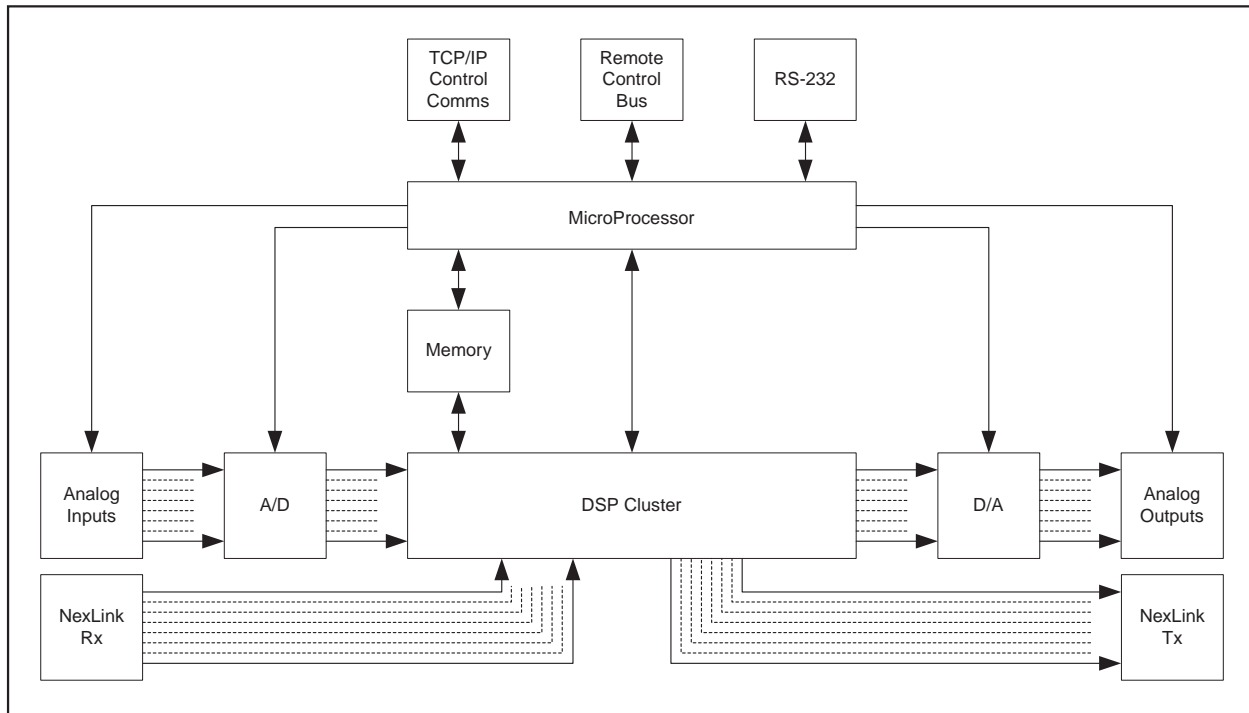 TCP/IP
Control
Comms
Remote
Control
Bus
RS-232
MicroProcessor
Memory
Analog
Inputs
A/D
DSP Cluster
D/A
Analog
Outputs
NexLink
Rx
NexLink
Tx